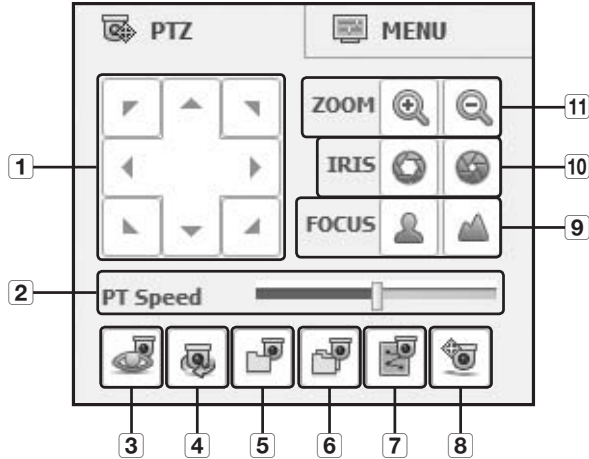 PTZ MENU
ZOOM 11
1 IRIS 10
FOCUS 9
2 PT Speed
3 4 5 6 7 8